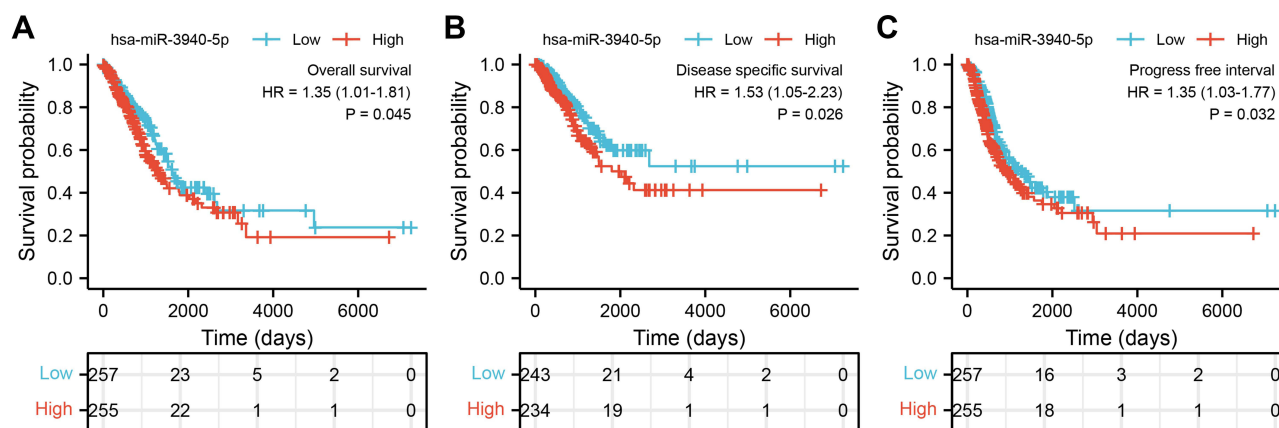 A
hsa-miR-3940-5p Low High
Overall survival
HR = 1.35 (1.01-1.81)
P = 0.045
Survival probability
1.0
0.8
0.6
0.4
0.2
0.0
0 2000 4000 6000
Time (days)
Low 257 23 5 2 0
High 255 22 1 1 0
B
hsa-miR-3940-5p Low High
Disease specific survival
HR = 1.53 (1.05-2.23)
P = 0.026
Survival probability
1.0
0.8
0.6
0.4
0.2
0.0
0 2000 4000 6000
Time (days)
Low 243 21 4 2 0
High 234 19 1 1 0
C
hsa-miR-3940-5p Low High
Progress free interval
HR = 1.35 (1.03-1.77)
P = 0.032
Survival probability
1.0
0.8
0.6
0.4
0.2
0.0
0 2000 4000 6000
Time (days)
Low 257 16 3 2 0
High 255 18 1 1 0